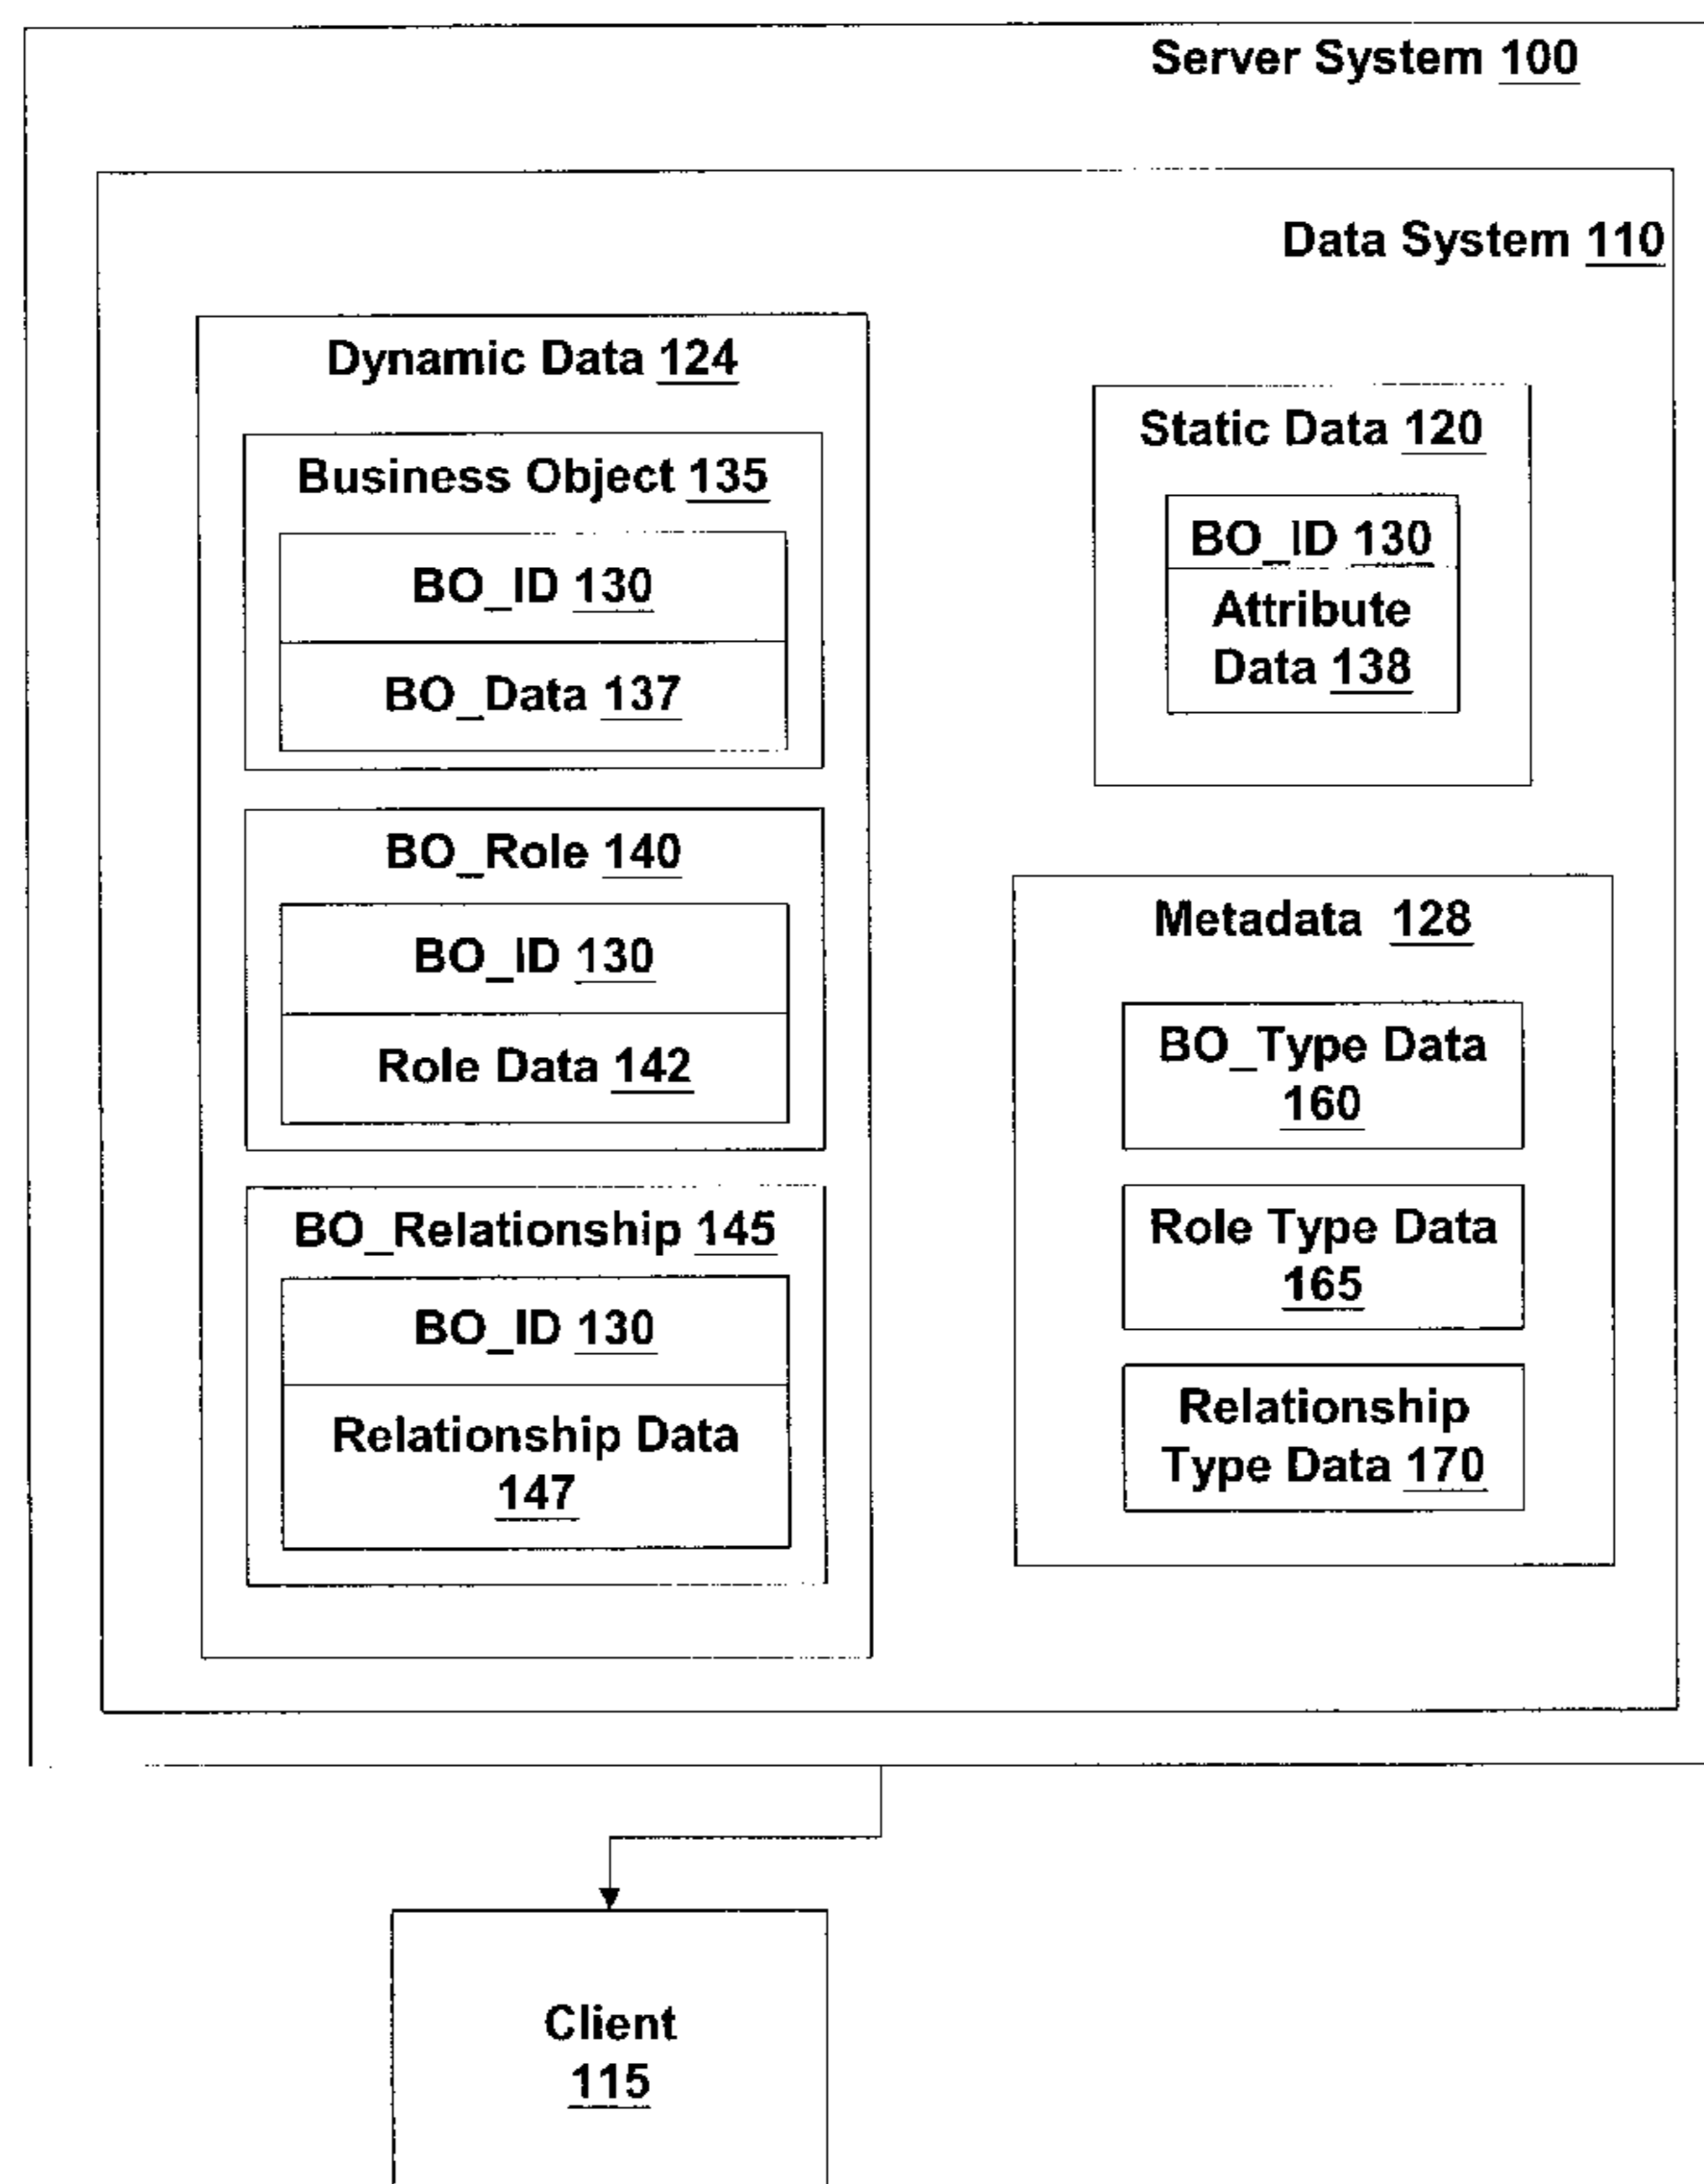 Server System 100
Data System 110
Dynamic Data 124
Business Object 135
BO_ID 130
BO_Data 137
BO_Role 140
BO_ID 130
Role Data 142
BO_Relationship 145
BO_ID 130
Relationship Data
147
Static Data 120
BO_ID 130
Attribute
Data 138
Metadata 128
BO_Type Data
160
Role Type Data
165
Relationship
Type Data 170
Client
115